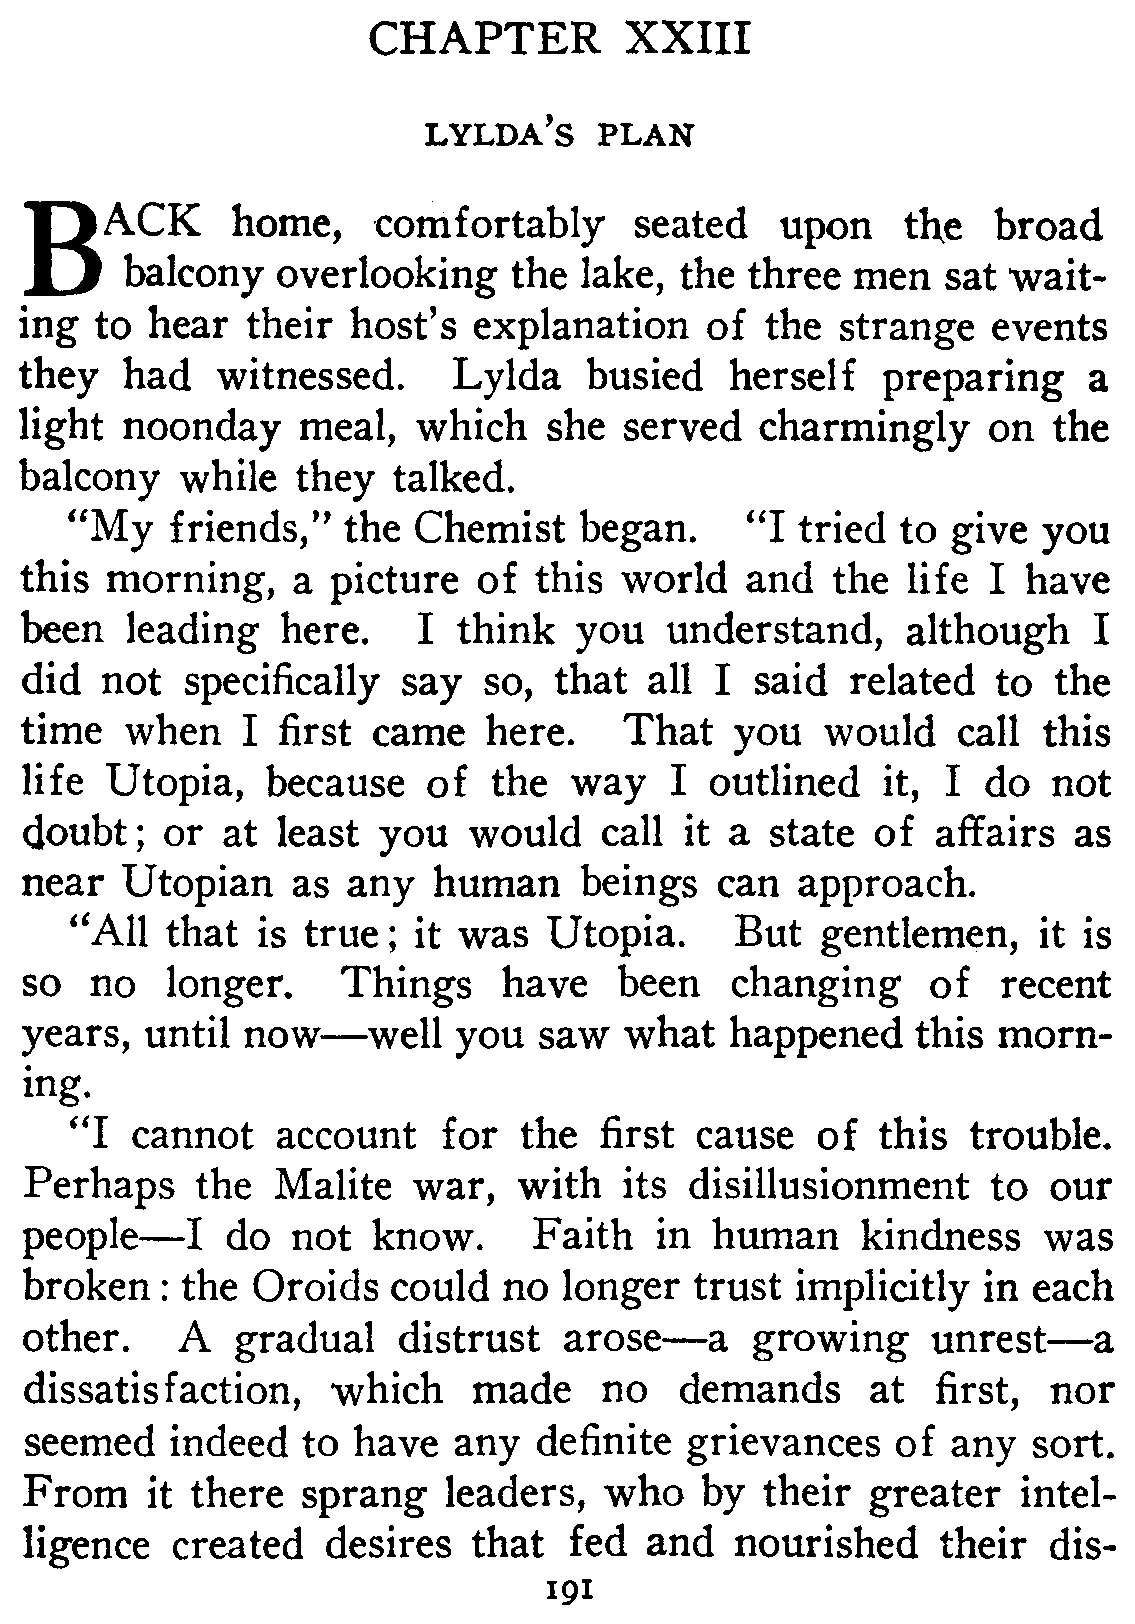 CHAPTER XXIII
LYLDA'S PLAN
BACK home, comfortably seated upon the broad
balcony overlooking the lake, the three men sat wait-
ing to hear their host's explanation of the strange events
they had witnessed. Lylda busied herself preparing a
light noonday meal, which she served charmingly on the
balcony while they talked.
"My friends," the Chemist began. "I tried to give you
this morning, a picture of this world and the life I have
been leading here. I think you understand, although I
did not specifically say so, that all I said related to the
time when I first came here. That you would call this
life Utopia, because of the way I outlined it, I do not
doubt; or at least you would call it a state of affairs as
near Utopian as any human beings can approach.
"All that is true; it was Utopia. But gentlemen, it is
so no longer. Things have been changing of recent
years, until now—well you saw what happened this morn-
ing.
"I cannot account for the first cause of this trouble.
Perhaps the Malite war, with its disillusionment to our
people—I do not know. Faith in human kindness was
broken: the Oroids could no longer trust implicitly in each
other. A gradual distrust arose—a growing unrest—a
dissatisfaction, which made no demands at first, nor
seemed indeed to have any definite grievances of any sort.
From it there sprang leaders, who by their greater intel-
ligence created desires that fed and nourished their dis-
191